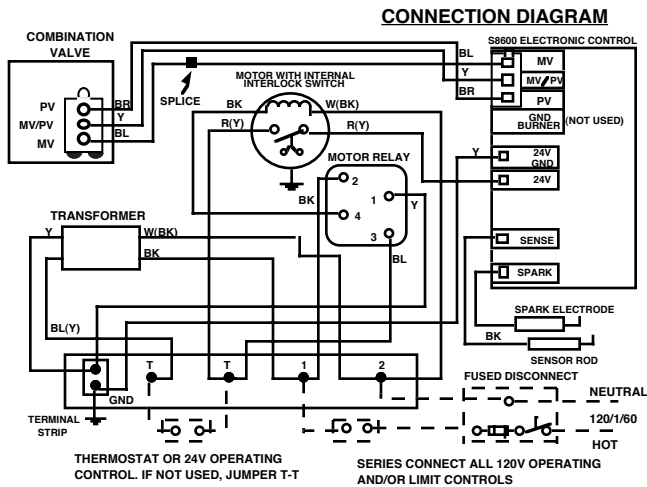 CONNECTION DIAGRAM
COMBINATION
VALVE
S8600 ELECTRONIC CONTROL
BL
MV
Y
MV/PV
BR
PV
GND
BURNER
(NOT USED)
SPLICE
MOTOR WITH INTERNAL
INTERLOCK SWITCH
PV
BR
MV/PV
Y
MV
BL
BK
W(BK)
R(Y)
R(Y)
Y
24V
GND
24V
MOTOR RELAY
2
1
Y
BK
4
3
BL
TRANSFORMER
Y
W(BK)
BK
SENSE
SPARK
SPARK ELECTRODE
BK
SENSOR ROD
BL(Y)
T
T
1
2
GND
TERMINAL
STRIP
FUSED DISCONNECT
NEUTRAL
120/1/60
HOT
THERMOSTAT OR 24V OPERATING
CONTROL. IF NOT USED, JUMPER T-T
SERIES CONNECT ALL 120V OPERATING
AND/OR LIMIT CONTROLS